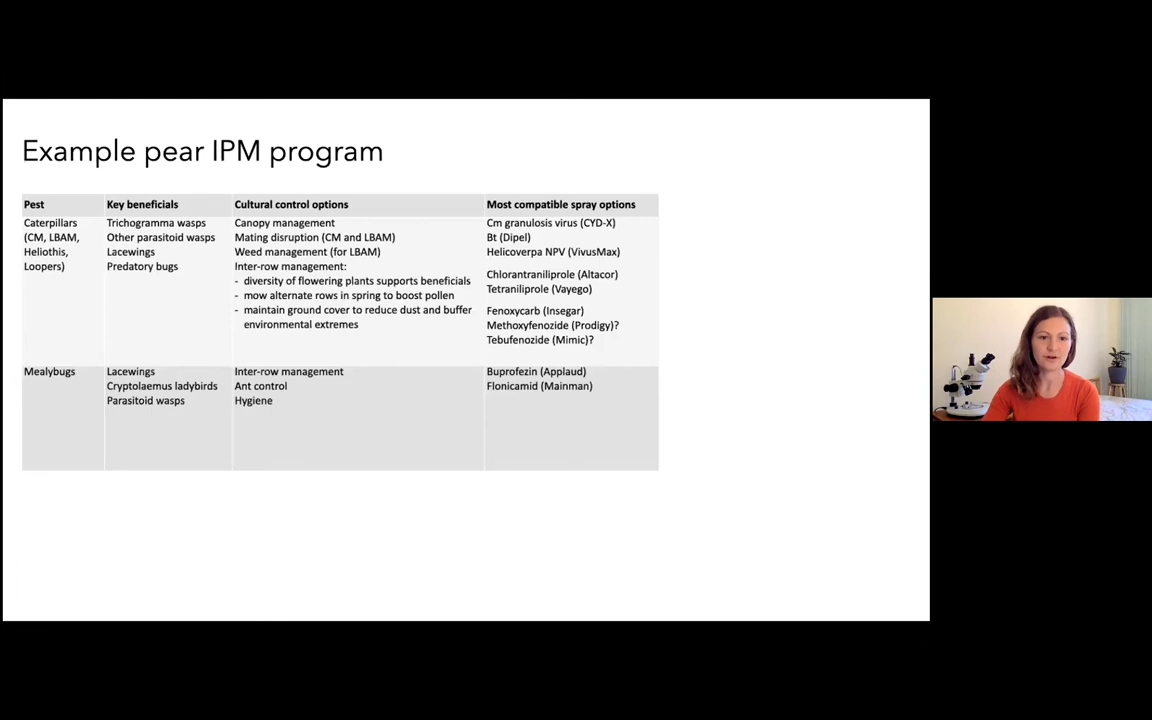 Example pear IPM program
Pest
Key beneficials
Cultural control options
Most compatible spray options
Caterpillars
(CM, LBAM,
Heliothis,
Loopers)
Trichogramma wasps
Other parasitoid wasps
Lacewings
Predatory bugs
Canopy management
Mating disruption (CM and LBAM)
Weed management (for LBAM)
Inter-row management:
- diversity of flowering plants supports beneficials
- mow alternate rows in spring to boost pollen
- maintain ground cover to reduce dust and buffer
environmental extremes
Cm granulosis virus (CYD-X)
Bt (Dipel)
Helicoverpa NPV (VivusMax)
Chlorantraniliprole (Altacor)
Tetraniliprole (Vayego)
Fenoxycarb (Insegar)
Methoxyfenozide (Prodigy)?
Tebufenozide (Mimic)?
Mealybugs
Lacewings
Cryptolaemus ladybirds
Parasitoid wasps
Inter-row management
Ant control
Hygiene
Buprofezin (Applaud)
Flonicamid (Mainman)